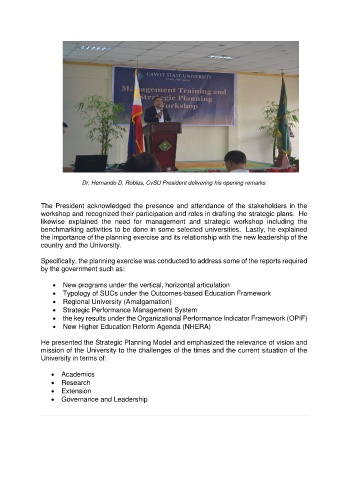 CAVITE STATE UNIVERSITY
Management Training and
Strategic Planning
Workshop
Dr. Hernando D. Robles, CvSU President delivering his opening remarks
The President acknowledged the presence and attendance of the stakeholders in the
workshop and recognized their participation and roles in drafting the strategic plans. He
likewise explained the need for management and strategic workshop including the
benchmarking activities to be done in some selected universities. Lastly, he explained
the importance of the planning exercise and its relationship with the new leadership of the
country and the University.
Specifically, the planning exercise was conducted to address some of the reports required
by the government such as:
• New programs under the vertical, horizontal articulation
• Typology of SUCs under the Outcomes-based Education Framework
• Regional University (Amalgamation)
• Strategic Performance Management System
• the key results under the Organizational Performance Indicator Framework (OPIF)
• New Higher Education Reform Agenda (NHERA)
He presented the Strategic Planning Model and emphasized the relevance of vision and
mission of the University to the challenges of the times and the current situation of the
University in terms of:
• Academics
• Research
• Extension
• Governance and Leadership